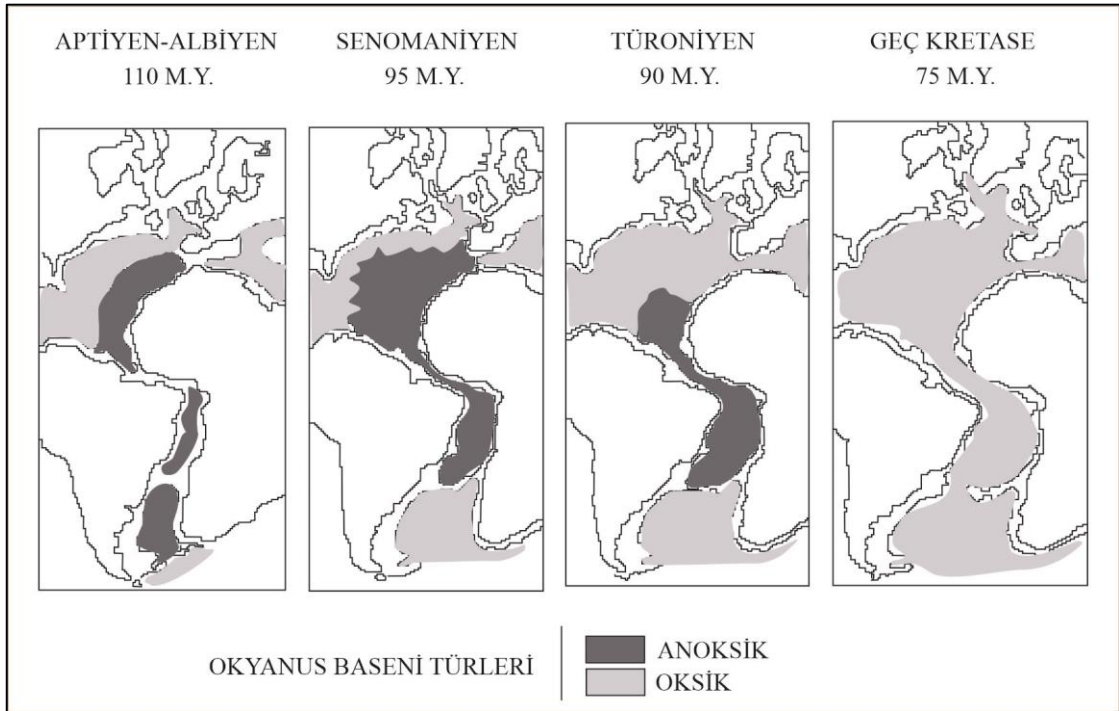 APTİYEN-ALBİYEN
110 M.Y.
SENOMANİYEN
95 M.Y.
TÜRONİYEN
90 M.Y.
GEÇ KRETASE
75 M.Y.
OKYANUS BASENİ TÜRLERİ
ANOKSİK
OKSİK